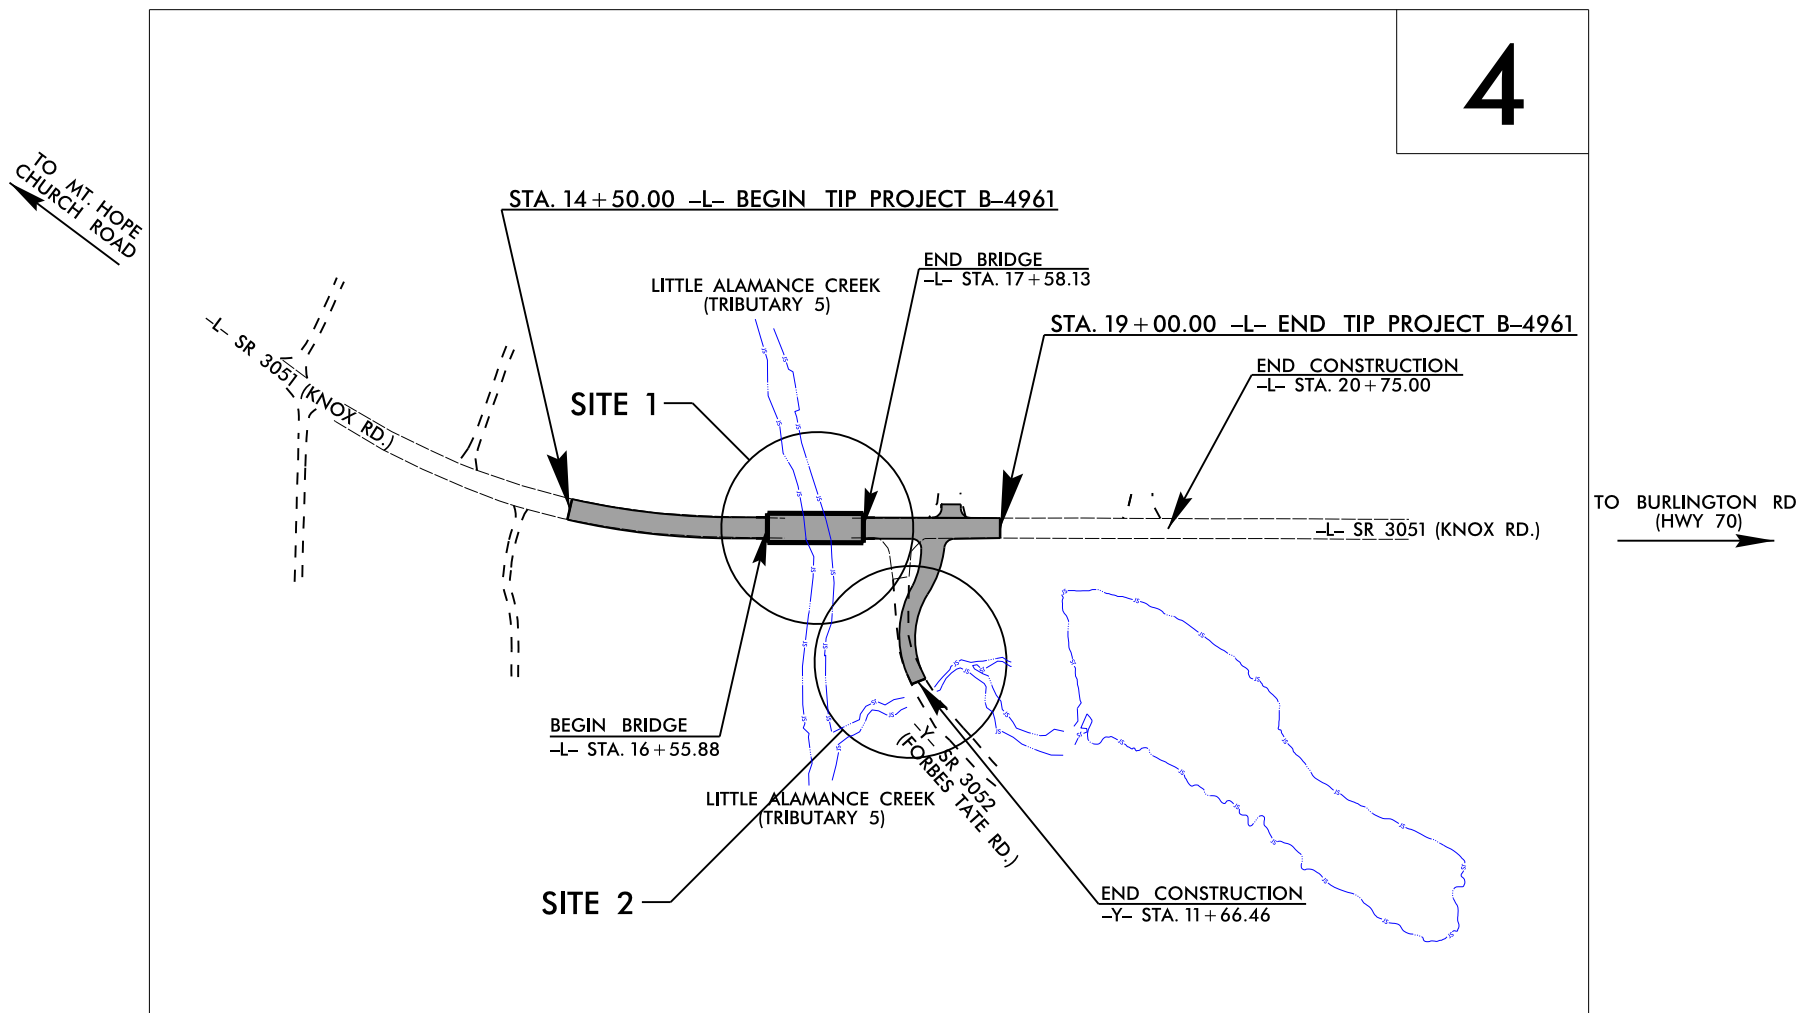 4
TO MT. HOPE
CHURCH ROAD
STA. 14+50.00 -L- BEGIN TIP PROJECT B-4961
END BRIDGE
-L- STA. 17+58.13
LITTLE ALAMANCE CREEK
(TRIBUTARY 5)
STA. 19+00.00 -L- END TIP PROJECT B-4961
-L- SR 3051 (KNOX RD.)
END CONSTRUCTION
-L- STA. 20+75.00
SITE 1
TO BURLINGTON RD
(HWY 70)
-L- SR 3051 (KNOX RD.)
BEGIN BRIDGE
-L- STA. 16+55.88
-Y- SR 3052
(FORBES TATE RD.)
LITTLE ALAMANCE CREEK
(TRIBUTARY 5)
SITE 2
END CONSTRUCTION
-Y- STA. 11+66.46